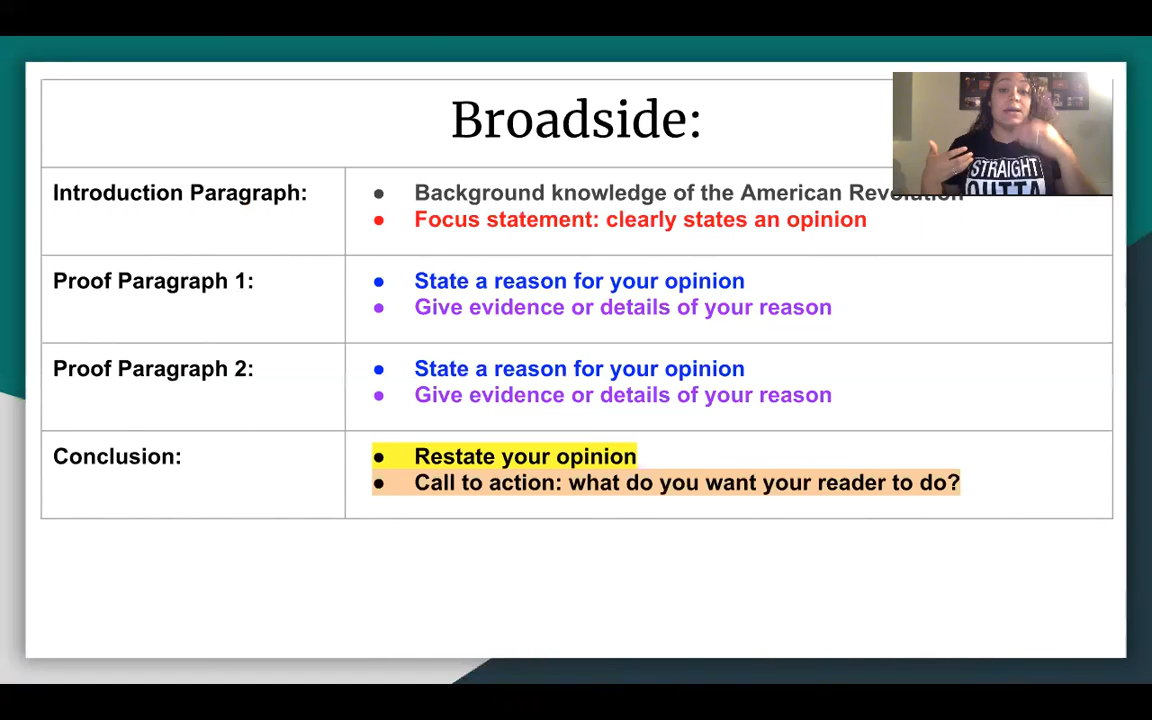 Broadside:
Introduction Paragraph:
● Background knowledge of the American Revolution
● Focus statement: clearly states an opinion
Proof Paragraph 1:
● State a reason for your opinion
● Give evidence or details of your reason
Proof Paragraph 2:
● State a reason for your opinion
● Give evidence or details of your reason
Conclusion:
● Restate your opinion
● Call to action: what do you want your reader to do?
STRAIGHT
OUTTA